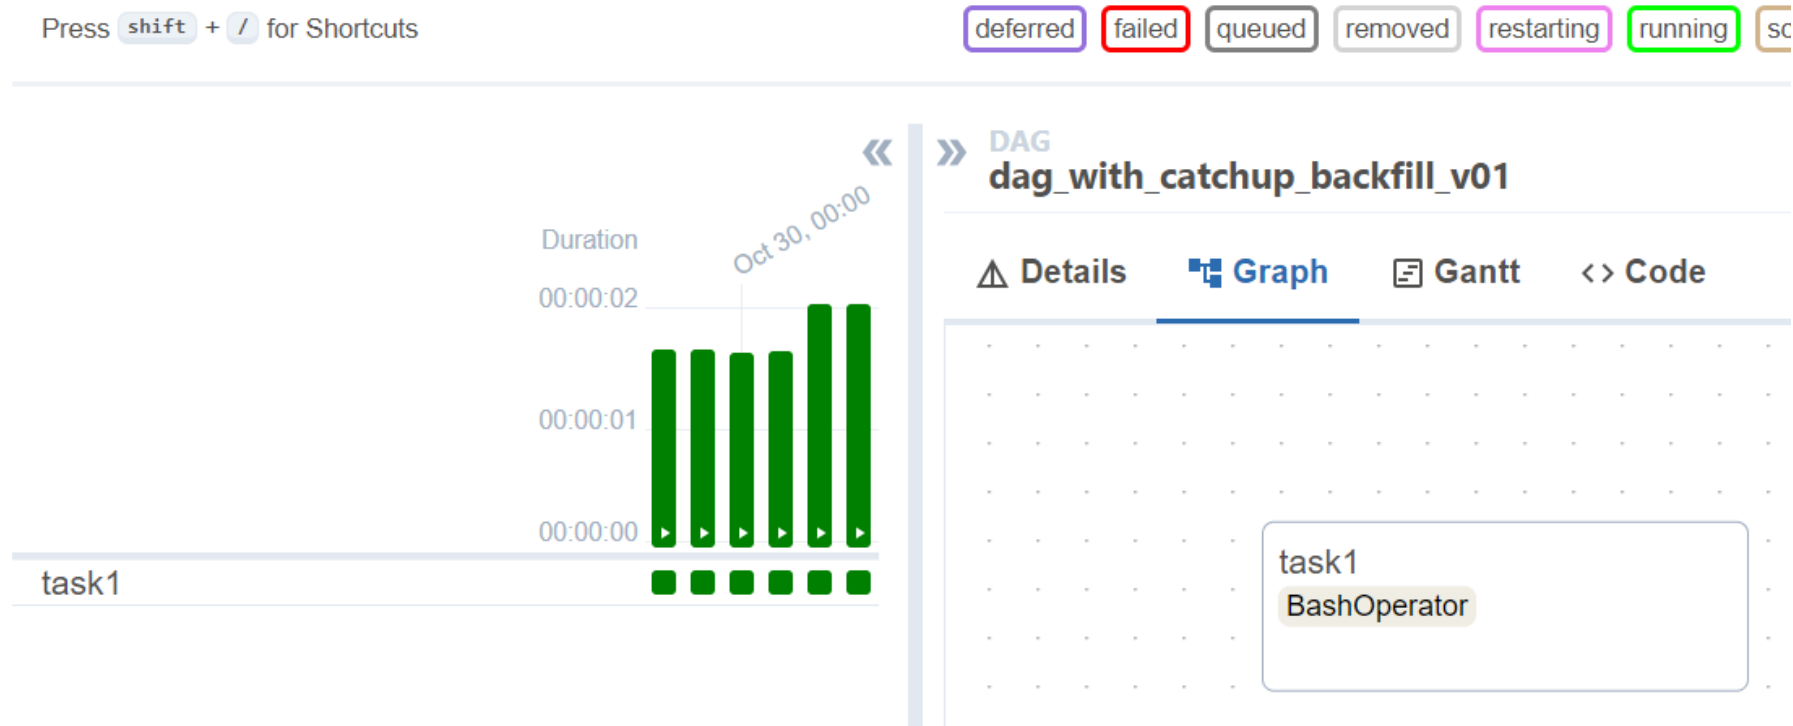 Press shift + / for Shortcuts
deferred failed queued removed restarting running sc
DAG
dag_with_catchup_backfill_v01
Details Graph Gantt Code
Oct 30, 00:00
Duration
00:00:02
00:00:01
00:00:00
task1
task1
BashOperator